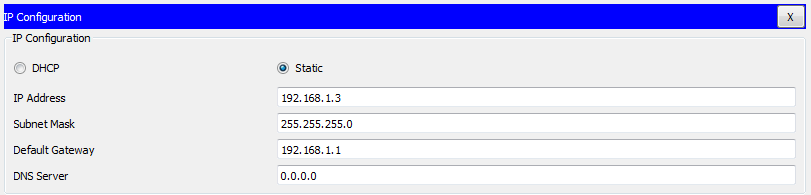 IP Configuration X
IP Configuration
DHCP Static
IP Address 192.168.1.3
Subnet Mask 255.255.255.0
Default Gateway 192.168.1.1
DNS Server 0.0.0.0